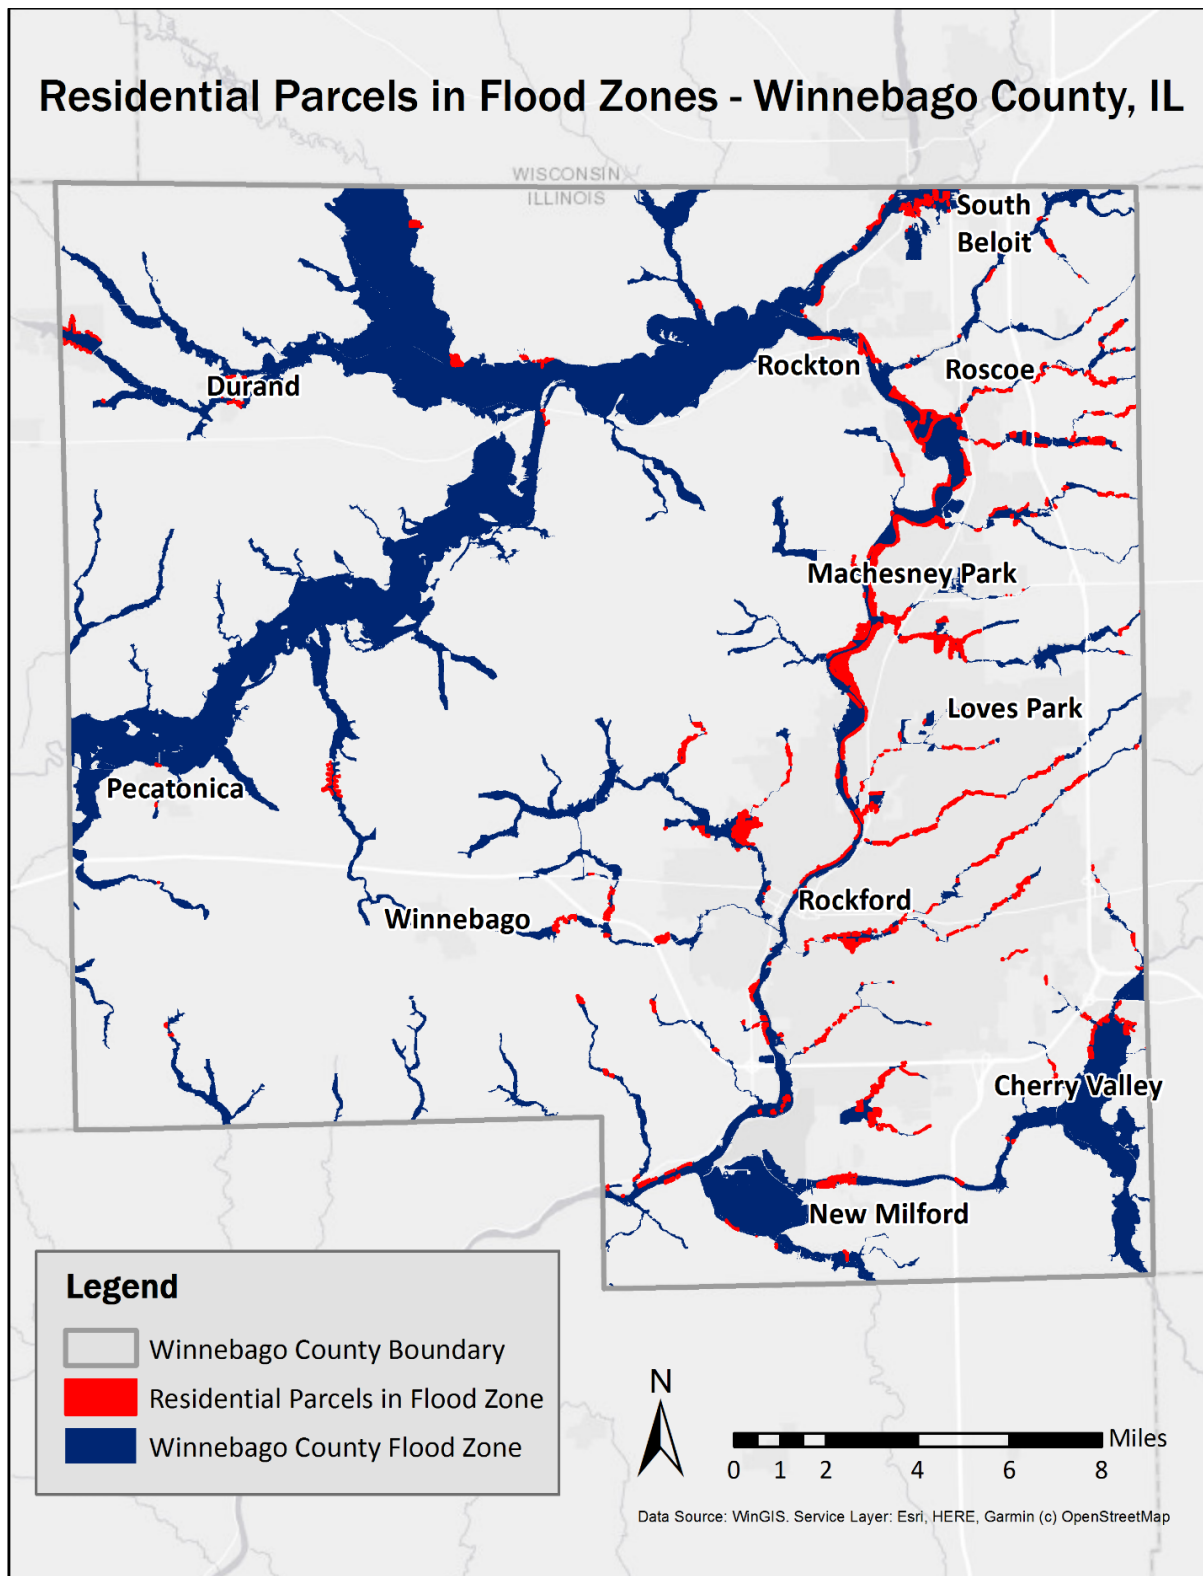 Residential Parcels in Flood Zones - Winnebago County, IL
WISCONSIN
ILLINOIS
South
Beloit
Rockton
Roscoe
Durand
Machesney Park
Loves Park
Pecatonica
Rockford
Winnebago
Cherry Valley
New Milford
Legend
Winnebago County Boundary
Residential Parcels in Flood Zone
Winnebago County Flood Zone
N
Miles
0 1 2 4 6 8
Data Source: WinGIS. Service Layer: Esri, HERE, Garmin (c) OpenStreetMap